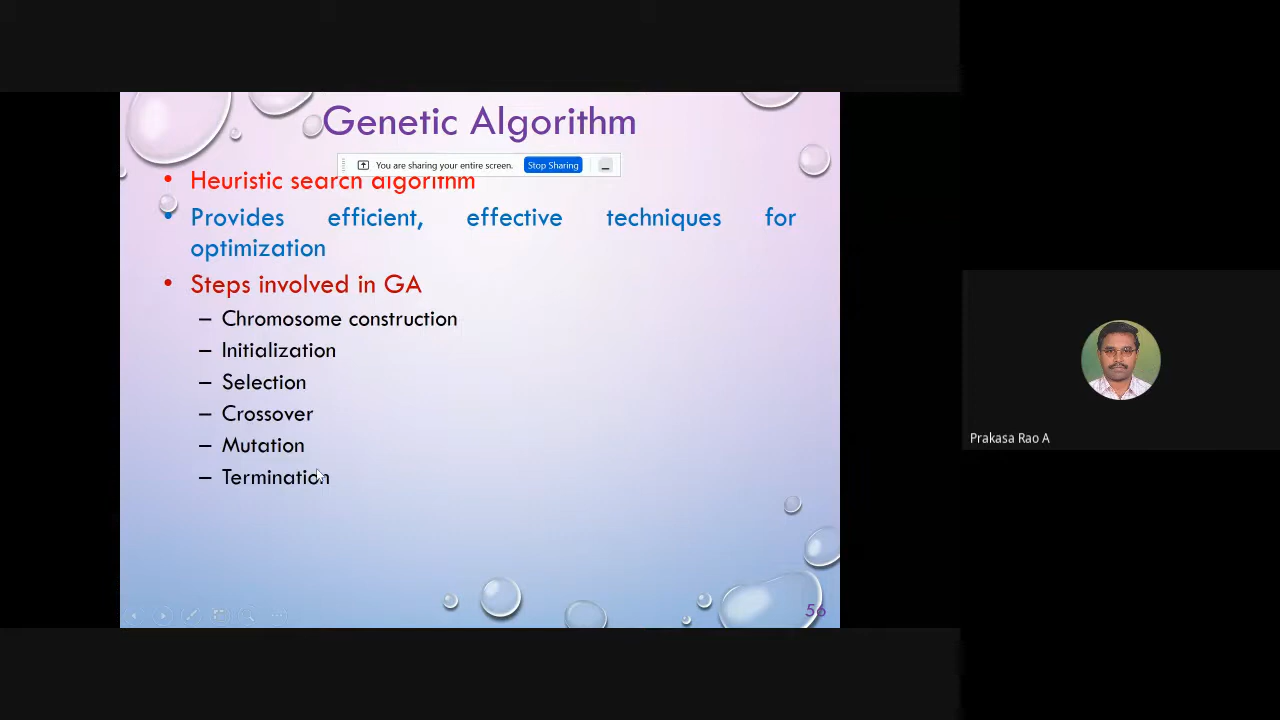 Genetic Algorithm
You are sharing your entire screen. Stop Sharing
• Heuristic search algorithm
• Provides efficient, effective techniques for
optimization
• Steps involved in GA
– Chromosome construction
– Initialization
– Selection
– Crossover
– Mutation
– Termination
56
Prakasa Rao A